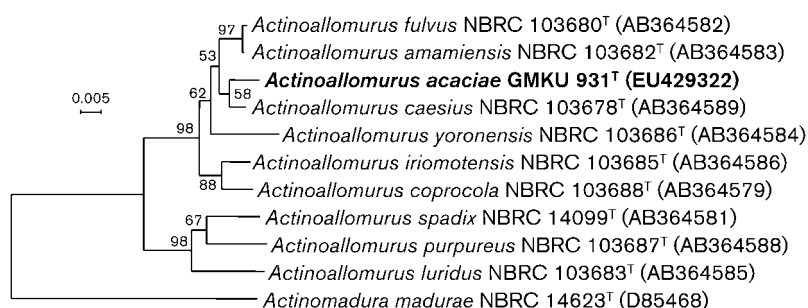 97 Actinoallomurus fulvus NBRC 103680ᵀ (AB364582)
53 Actinoallomurus amamiensis NBRC 103682ᵀ (AB364583)
Actinoallomurus acaciae GMKU 931ᵀ (EU429322)
0.005 62 58 Actinoallomurus caesius NBRC 103678ᵀ (AB364589)
98 Actinoallomurus yoronensis NBRC 103686ᵀ (AB364584)
Actinoallomurus iriomotensis NBRC 103685ᵀ (AB364586)
88 Actinoallomurus coprocola NBRC 103688ᵀ (AB364579)
67 Actinoallomurus spadix NBRC 14099ᵀ (AB364581)
98 Actinoallomurus purpureus NBRC 103687ᵀ (AB364588)
Actinoallomurus luridus NBRC 103683ᵀ (AB364585)
Actinomadura madurae NBRC 14623ᵀ (D85468)